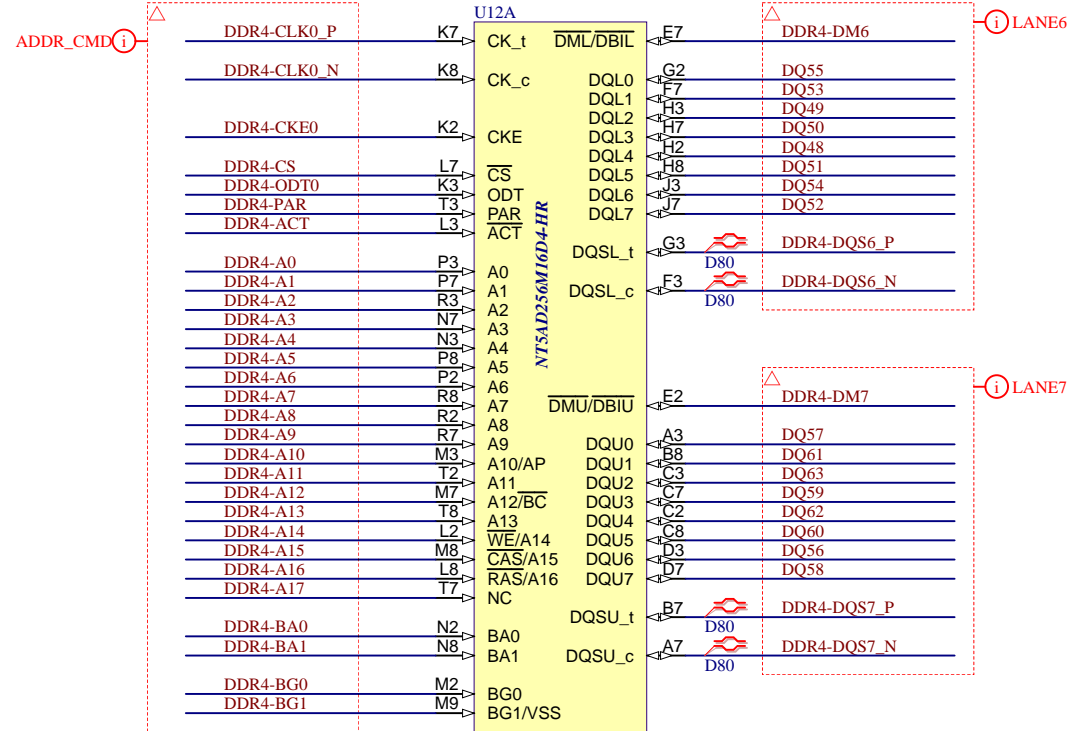 U12A
ADDR_CMD i
DDR4-CLK0_P K7 CK_t DML/DBIL E7 DDR4-DM6 i LANE6
DDR4-CLK0_N K8 CK_c DQL0 G2 DQ55
DQL1 F7 DQ53
DQL2 H3 DQ49
DDR4-CKE0 K2 CKE DQL3 H7 DQ50
DQL4 H2 DQ48
DDR4-CS L7 CS DQL5 H8 DQ51
DDR4-ODT0 K3 ODT DQL6 J3 DQ54
DDR4-PAR T3 PAR DQL7 J7 DQ52
DDR4-ACT L3 ACT
NT5AD256M16D4-HR
DQSL_t G3 D80 DDR4-DQS6_P
DDR4-A0 P3 A0
DDR4-A1 P7 A1 DQSL_c F3 D80 DDR4-DQS6_N
DDR4-A2 R3 A2
DDR4-A3 N7 A3
DDR4-A4 N3 A4
DDR4-A5 P8 A5
DDR4-A6 P2 A6 LANE7 i
DDR4-A7 R8 A7 DMU/DBIU E2 DDR4-DM7
DDR4-A8 R2 A8
DDR4-A9 R7 A9 DQU0 A3 DQ57
DDR4-A10 M3 A10/AP DQU1 B8 DQ61
DDR4-A11 T2 A11 DQU2 C3 DQ63
DDR4-A12 M7 A12/BC DQU3 C7 DQ59
DDR4-A13 T8 A13 DQU4 C2 DQ62
DDR4-A14 L2 WE/A14 DQU5 C8 DQ60
DDR4-A15 M8 CAS/A15 DQU6 D3 DQ56
DDR4-A16 L8 RAS/A16 DQU7 D7 DQ58
DDR4-A17 T7 NC
DQSU_t B7 D80 DDR4-DQS7_P
DDR4-BA0 N2 BA0
DDR4-BA1 N8 BA1 DQSU_c A7 D80 DDR4-DQS7_N
DDR4-BG0 M2 BG0
DDR4-BG1 M9 BG1/VSS